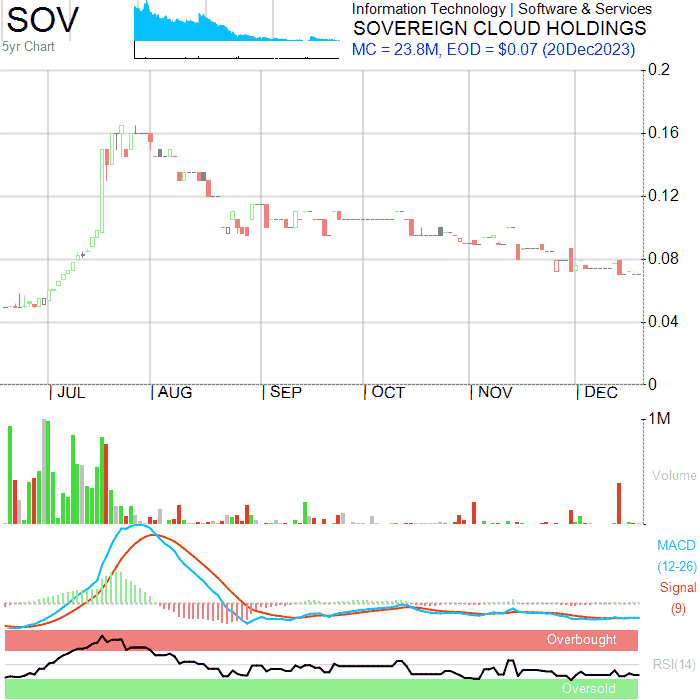 SOV
5yr Chart
Information Technology | Software & Services
SOVEREIGN CLOUD HOLDINGS
MC = 23.8M, EOD = $0.07 (20Dec2023)
0.2
0.16
0.12
0.08
0.04
0
JUL
AUG
SEP
OCT
NOV
DEC
1M
Volume
MACD
(12-26)
Signal
(9)
Overbought
RSI(14)
Oversold